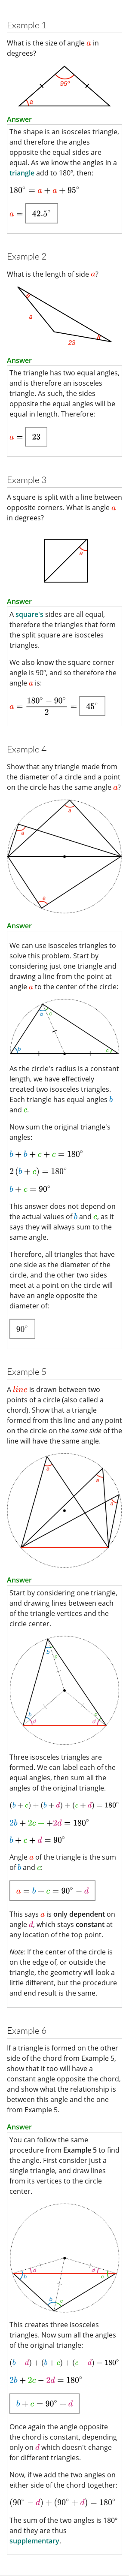 Example 1
What is the size of angle a in
degrees?
95°
a
Answer
The shape is an isosceles triangle,
and therefore the angles
opposite the equal sides are
equal. As we know the angles in a
triangle add to 180°, then:
180° = a + a + 95°
a = 42.5°
Example 2
What is the length of side a?
a
23
Answer
The triangle has two equal angles,
and is therefore an isosceles
triangle. As such, the sides
opposite the equal angles will be
equal in length. Therefore:
a = 23
Example 3
A square is split with a line between
opposite corners. What is angle a
in degrees?
a
Answer
A square's sides are all equal,
therefore the triangles that form
the split square are isosceles
triangles.
We also know the square corner
angle is 90°, and so therefore the
angle a is:
a = (180° − 90°) / 2 = 45°
Example 4
Show that any triangle made from
the diameter of a circle and a point
on the circle has the same angle a?
a
a
a
Answer
We can use isosceles triangles to
solve this problem. Start by
considering just one triangle and
drawing a line from the point at
angle a to the center of the circle:
b c
b c
As the circle's radius is a constant
length, we have effectively
created two isosceles triangles.
Each triangle has equal angles b
and c.
Now sum the original triangle's
angles:
b + b + c + c = 180°
2 (b + c) = 180°
b + c = 90°
This answer does not depend on
the actual values of b and c, as it
says they will always sum to the
same angle.
Therefore, all triangles that have
one side as the diameter of the
circle, and the other two sides
meet at a point on the circle will
have an angle opposite the
diameter of:
90°
Example 5
A line is drawn between two
points of a circle (also called a
chord). Show that a triangle
formed from this line and any point
on the circle on the same side of the
line will have the same angle.
a
a
a
Answer
Start by considering one triangle,
and drawing lines between each
of the triangle vertices and the
circle center.
b c
b c
d d
Three isosceles triangles are
formed. We can label each of the
equal angles, then sum all the
angles of the original triangle.
(b + c) + (b + d) + (c + d) = 180°
2b + 2c + +2d = 180°
b + c + d = 90°
Angle a of the triangle is the sum
of b and c:
a = b + c = 90° − d
This says a is only dependent on
angle d, which stays constant at
any location of the top point.
Note: If the center of the circle is
on the edge of, or outside the
triangle, the geometry will look a
little different, but the procedure
and end result is the same.
Example 6
If a triangle is formed on the other
side of the chord from Example 5,
show that it too will have a
constant angle opposite the chord,
and show what the relationship is
between this angle and the one
from Example 5.
Answer
You can follow the same
procedure from Example 5 to find
the angle. First consider just a
single triangle, and draw lines
from its vertices to the circle
center.
d d
b c
b c
This creates three isosceles
triangles. Now sum all the angles
of the original triangle:
(b − d) + (b + c) + (c − d) = 180°
2b + 2c − 2d = 180°
b + c = 90° + d
Once again the angle opposite
the chord is constant, depending
only on d which doesn't change
for different triangles.
Now, if we add the two angles on
either side of the chord together:
(90° − d) + (90° + d) = 180°
The sum of the two angles is 180°
and they are thus
supplementary.